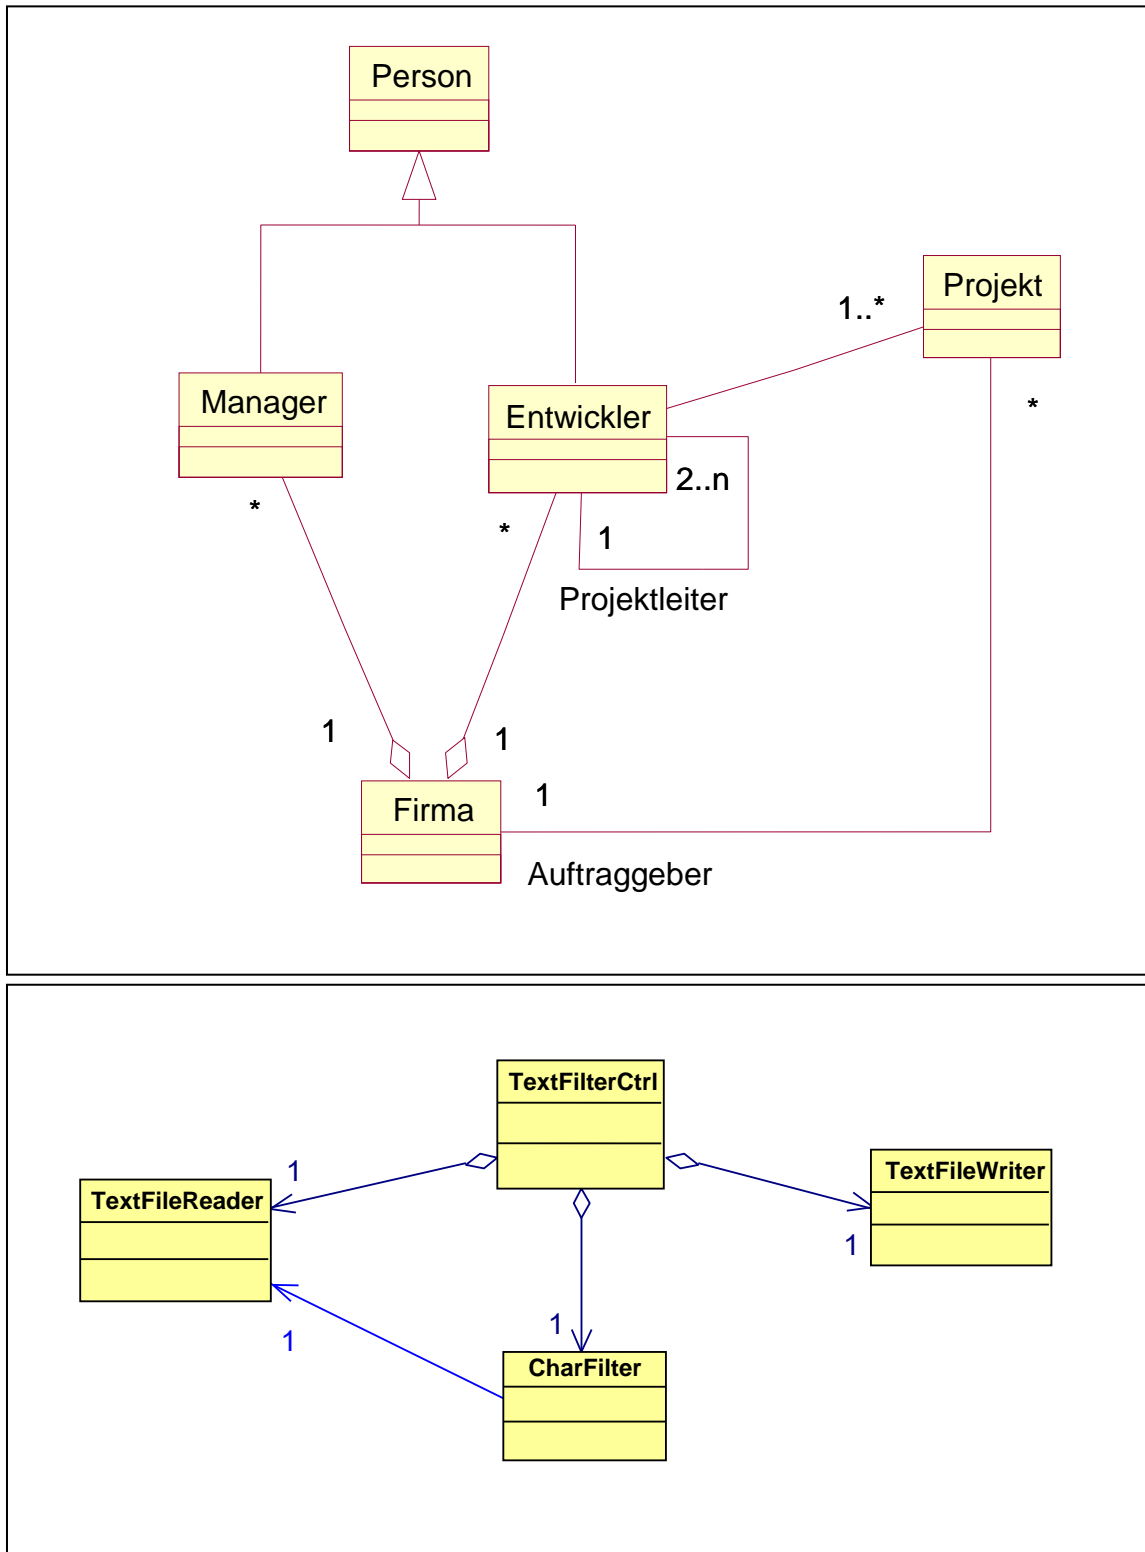 Person
Projekt
1..*
Manager
*
Entwickler
2..n
*
*
1
Projektleiter
1
1
1
Firma
Auftraggeber
TextFilterCtrl
1
TextFileReader
TextFileWriter
1
1
1
CharFilter